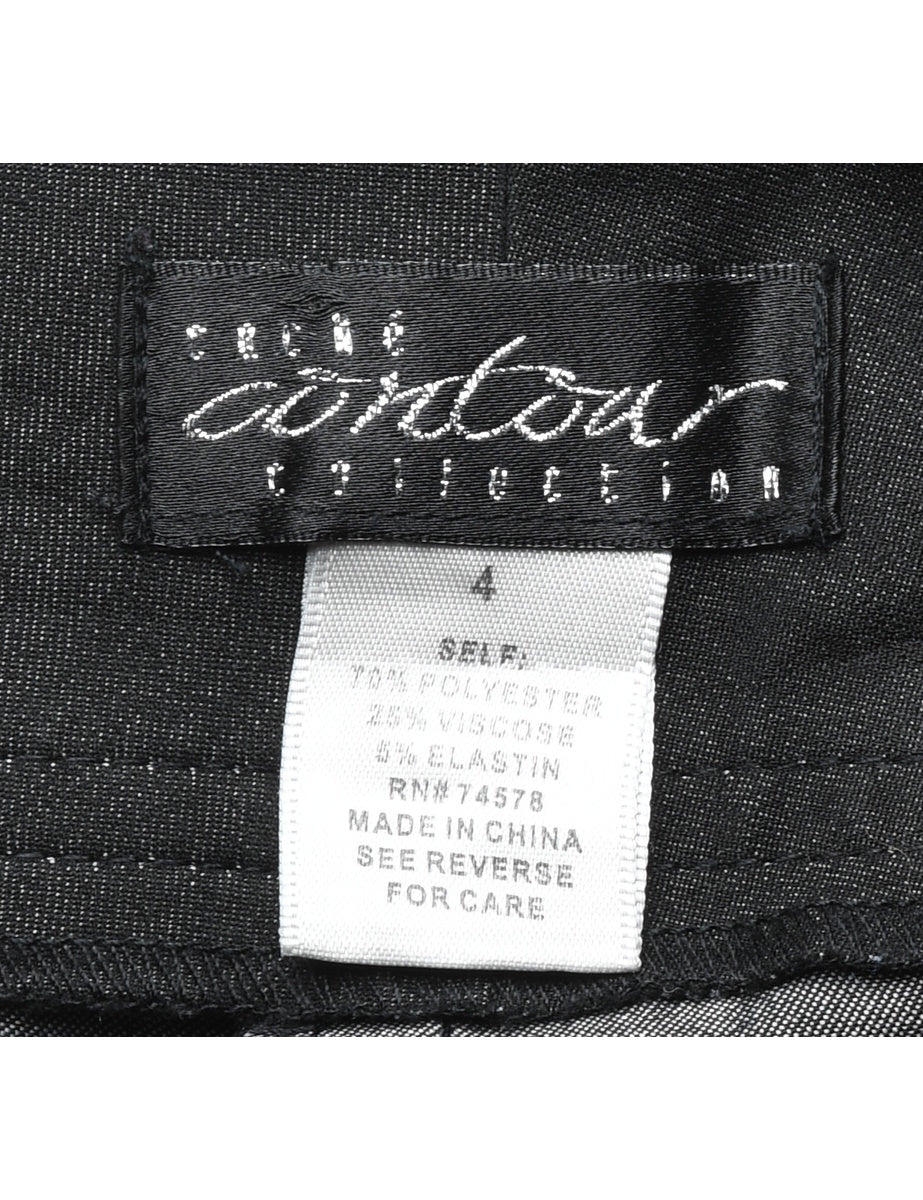 CACHÉ
contour
COLLECTION
4
SELF:
70% POLYESTER
25% VISCOSE
5% ELASTIN
RN# 74578
MADE IN CHINA
SEE REVERSE
FOR CARE